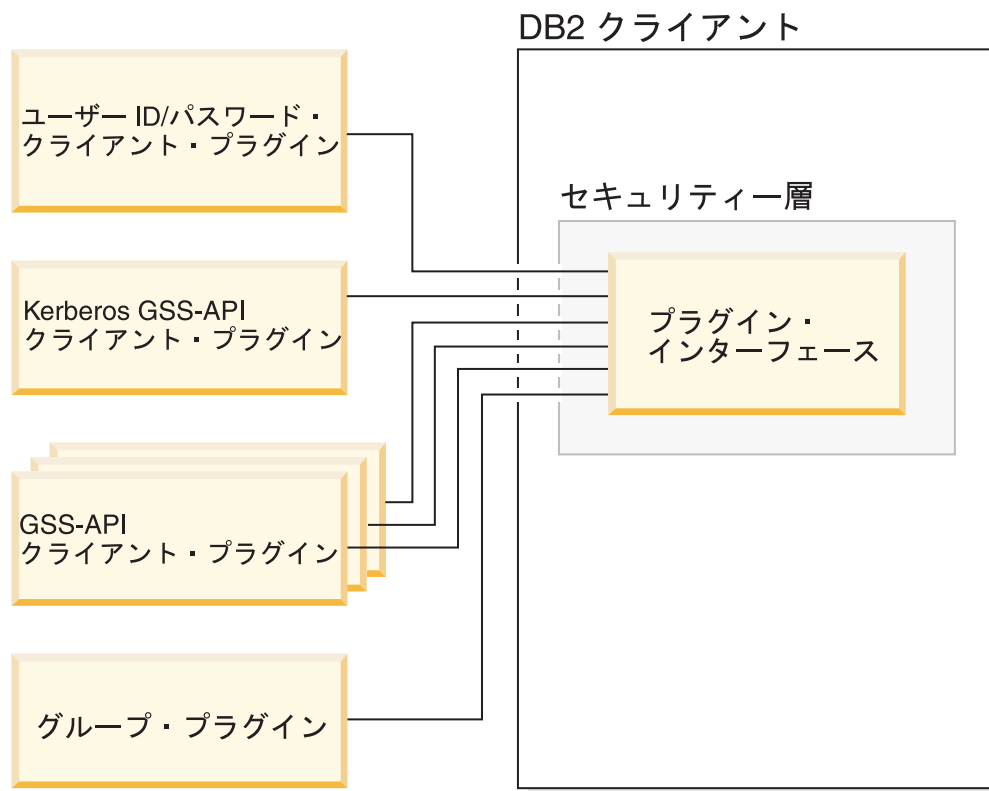 DB2 クライアント
ユーザー ID/パスワード・
クライアント・プラグイン
セキュリティー層
Kerberos GSS-API
クライアント・プラグイン
プラグイン・
インターフェース
GSS-API
クライアント・プラグイン
グループ・プラグイン